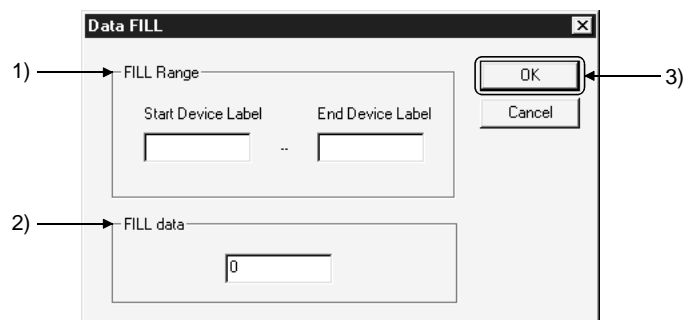 Data FILL
1)
FILL Range
OK
3)
Start Device Label End Device Label
Cancel
--
2)
FILL data
0